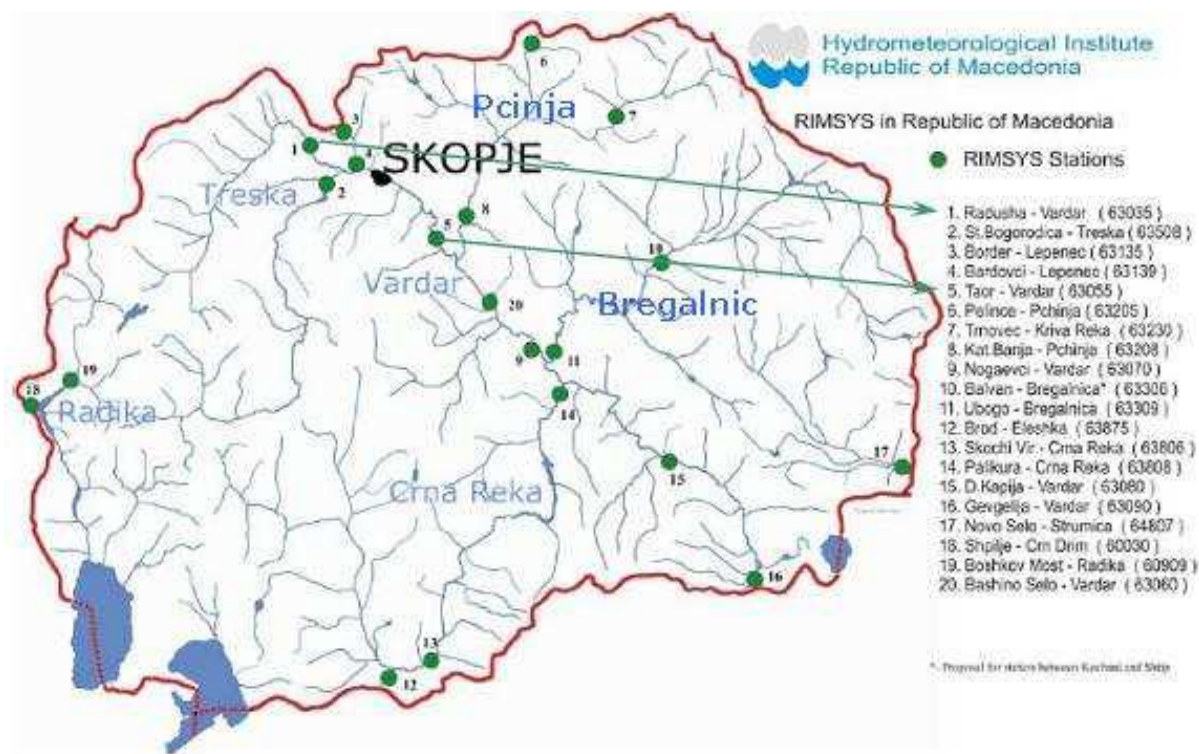 Hydrometeorological Institute
Republic of Macedonia
RIMSYS in Republic of Macedonia
RIMSYS Stations
1. Radusha - Vardar ( 63035 )
2. St.Bogorodica - Treska ( 63508 )
3. Border - Lepenec ( 63135 )
4. Bardovci - Lepenec ( 63139 )
5. Taor - Vardar ( 63055 )
6. Pelince - Pchinja ( 63205 )
7. Trnovec - Kriva Reka ( 63230 )
8. Kat.Banja - Pchinja ( 63208 )
9. Nogaevci - Vardar ( 63070 )
10. Balvan - Bregalnica* ( 63306 )
11. Ubogo - Bregalnica ( 63309 )
12. Brod - Eleshka ( 63875 )
13. Skochi Vir - Crna Reka ( 63806 )
14. Palikura - Crna Reka ( 63808 )
15. D.Kapija - Vardar ( 63080 )
16. Gevgelija - Vardar ( 63090 )
17. Novo Selo - Strumica ( 64807 )
18. Shpilje - Crn Drim ( 60030 )
19. Boshkov Most - Radika ( 60909 )
20. Bashino Selo - Vardar ( 63060 )
* - Proposal for station between
6
Pcinja
7
3
1
SKOPJE
4
Treska
2
8
5
10
Vardar
20
Bregalnic
9
11
19
18
Radika
14
17
15
Crna Reka
16
13
12